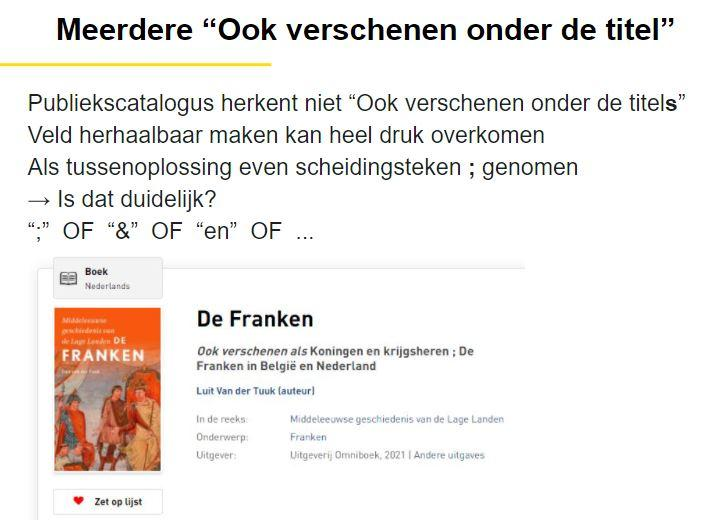 Meerdere “Ook verschenen onder de titel”
Publiekscatalogus herkent niet “Ook verschenen onder de titels”
Veld herhaalbaar maken kan heel druk overkomen
Als tussenoplossing even scheidingsteken ; genomen
→ Is dat duidelijk?
“;” OF “&” OF “en” OF ...
Boek
Nederlands
Middeleeuwse
geschiedenis van
de Lage Landen DE
FRANKEN
Luit van der Tuuk
De Franken
Ook verschenen als Koningen en krijgsheren ; De
Franken in België en Nederland
Luit Van der Tuuk (auteur)
In de reeks: Middeleeuwse geschiedenis van de Lage Landen
Onderwerp: Franken
Uitgever: Uitgeverij Omniboek, 2021 | Andere uitgaves
Zet op lijst